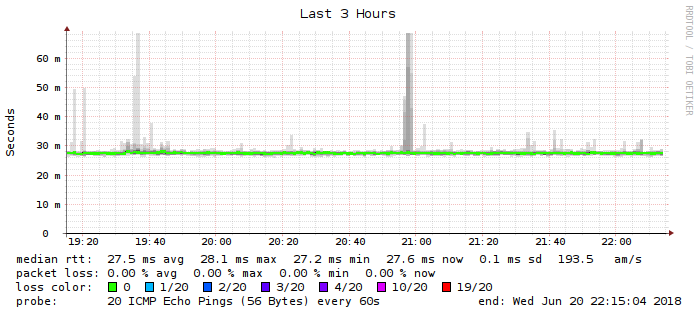 Last 3 Hours
RRDTOOL / TOBI OETIKER
Seconds
60 m
50 m
40 m
30 m
20 m
10 m
0
19:20 19:40 20:00 20:20 20:40 21:00 21:20 21:40 22:00
median rtt: 27.5 ms avg 28.1 ms max 27.2 ms min 27.6 ms now 0.1 ms sd 193.5 am/s
packet loss: 0.00 % avg 0.00 % max 0.00 % min 0.00 % now
loss color: 0 1/20 2/20 3/20 4/20 10/20 19/20
probe: 20 ICMP Echo Pings (56 Bytes) every 60s end: Wed Jun 20 22:15:04 2018